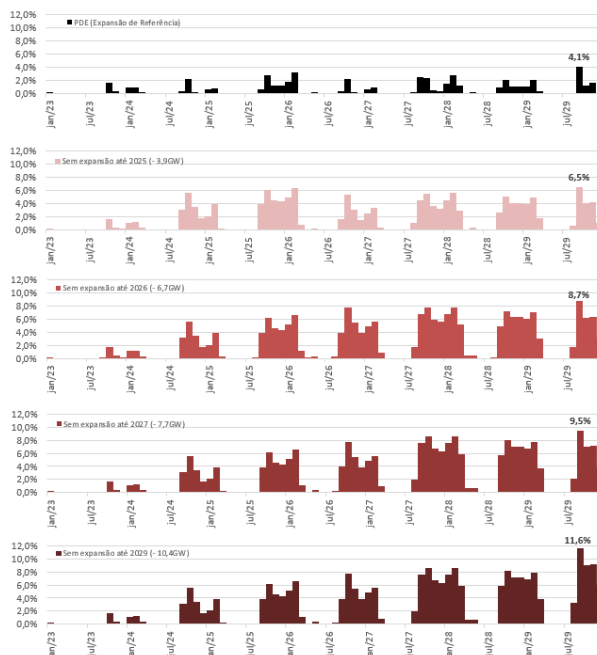 12,0%
10,0%
8,0%
6,0%
4,0%
2,0%
0,0%
PDE (Expansão de Referência)
4,1%
jan/23
jul/23
jan/24
jul/24
jan/25
jul/25
jan/26
jul/26
jan/27
jul/27
jan/28
jul/28
jan/29
jul/29
12,0%
10,0%
8,0%
6,0%
4,0%
2,0%
0,0%
Sem expansão até 2025 (- 3,9GW)
6,5%
jan/23
jul/23
jan/24
jul/24
jan/25
jul/25
jan/26
jul/26
jan/27
jul/27
jan/28
jul/28
jan/29
jul/29
12,0%
10,0%
8,0%
6,0%
4,0%
2,0%
0,0%
Sem expansão até 2026 (- 6,7GW)
8,7%
jan/23
jul/23
jan/24
jul/24
jan/25
jul/25
jan/26
jul/26
jan/27
jul/27
jan/28
jul/28
jan/29
jul/29
12,0%
10,0%
8,0%
6,0%
4,0%
2,0%
0,0%
Sem expansão até 2027 (- 7,7GW)
9,5%
jan/23
jul/23
jan/24
jul/24
jan/25
jul/25
jan/26
jul/26
jan/27
jul/27
jan/28
jul/28
jan/29
jul/29
12,0%
10,0%
8,0%
6,0%
4,0%
2,0%
0,0%
Sem expansão até 2029 (- 10,4GW)
11,6%
jan/23
jul/23
jan/24
jul/24
jan/25
jul/25
jan/26
jul/26
jan/27
jul/27
jan/28
jul/28
jan/29
jul/29